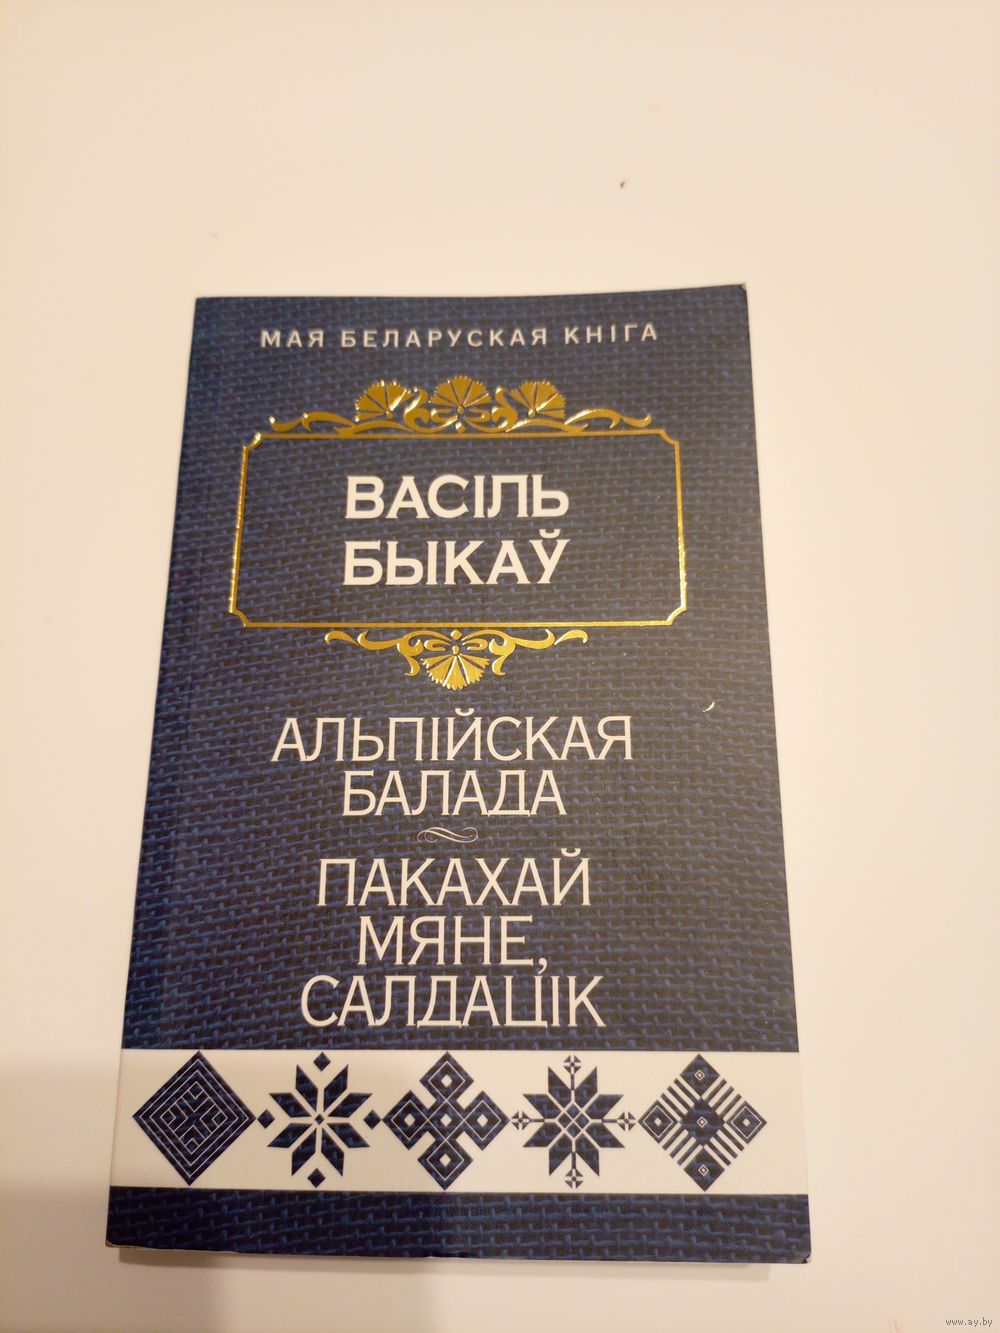 МАЯ БЕЛАРУСКАЯ КНІГА
ВАСІЛЬ
БЫКАЎ
АЛЬПІЙСКАЯ
БАЛАДА
ПАКАХАЙ
МЯНЕ,
САЛДАЦІК
www.ay.by